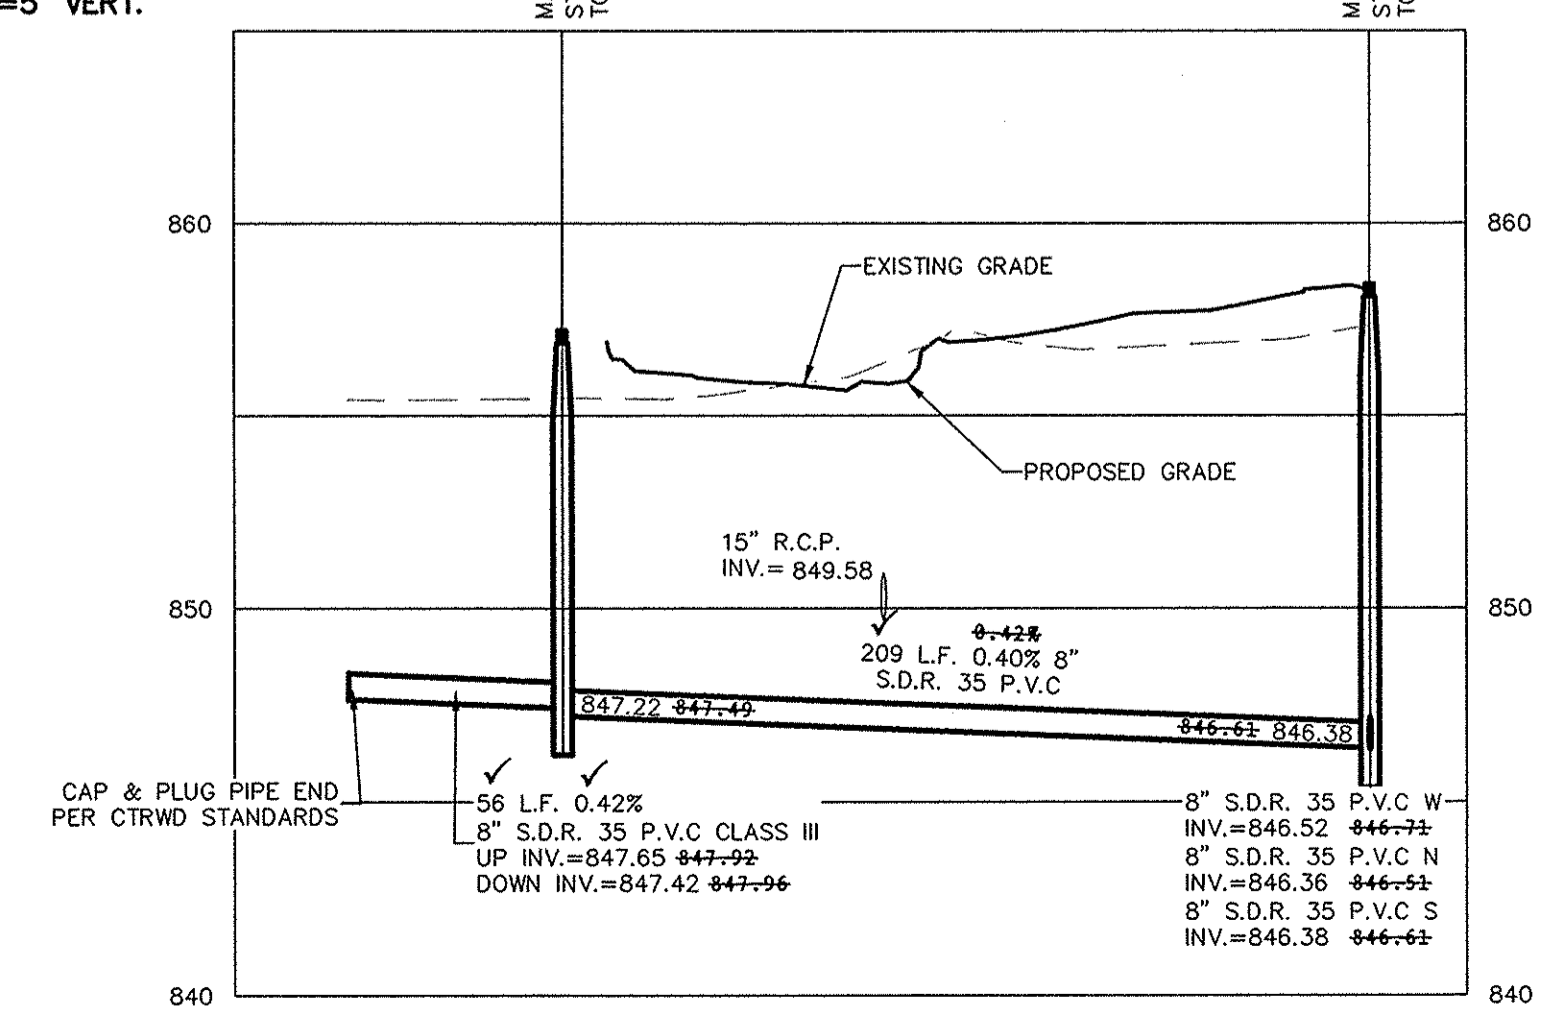 =5' VERT.
860
860
EXISTING GRADE
PROPOSED GRADE
15" R.C.P.
INV.= 849.58
850
850
0.42%
209 L.F. 0.40% 8"
S.D.R. 35 P.V.C
847.22 847.49
846.61 846.38
CAP & PLUG PIPE END
PER CTRWD STANDARDS
56 L.F. 0.42%
8" S.D.R. 35 P.V.C CLASS III
UP INV.=847.65 847.92
DOWN INV.=847.42 847.96
8" S.D.R. 35 P.V.C W
INV.=846.52 846.71
8" S.D.R. 35 P.V.C N
INV.=846.36 846.51
8" S.D.R. 35 P.V.C S
INV.=846.38 846.61
840
840